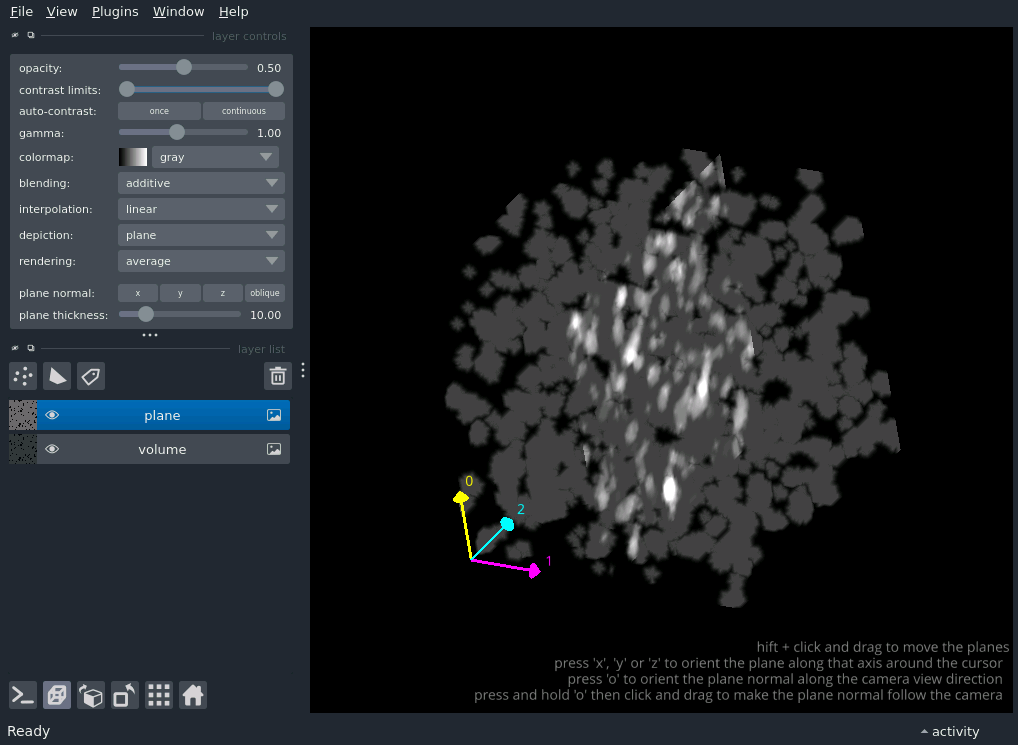 File View Plugins Window Help
layer controls
opacity: 0.50
contrast limits:
auto-contrast: once continuous
gamma: 1.00
colormap: gray
blending: additive
interpolation: linear
depiction: plane
rendering: average
plane normal: x y z oblique
plane thickness: 10.00
layer list
plane
volume
0
2
1
hift + click and drag to move the planes
press 'x', 'y' or 'z' to orient the plane along that axis around the cursor
press 'o' to orient the plane normal along the camera view direction
press and hold 'o' then click and drag to make the plane normal follow the camera
Ready
activity